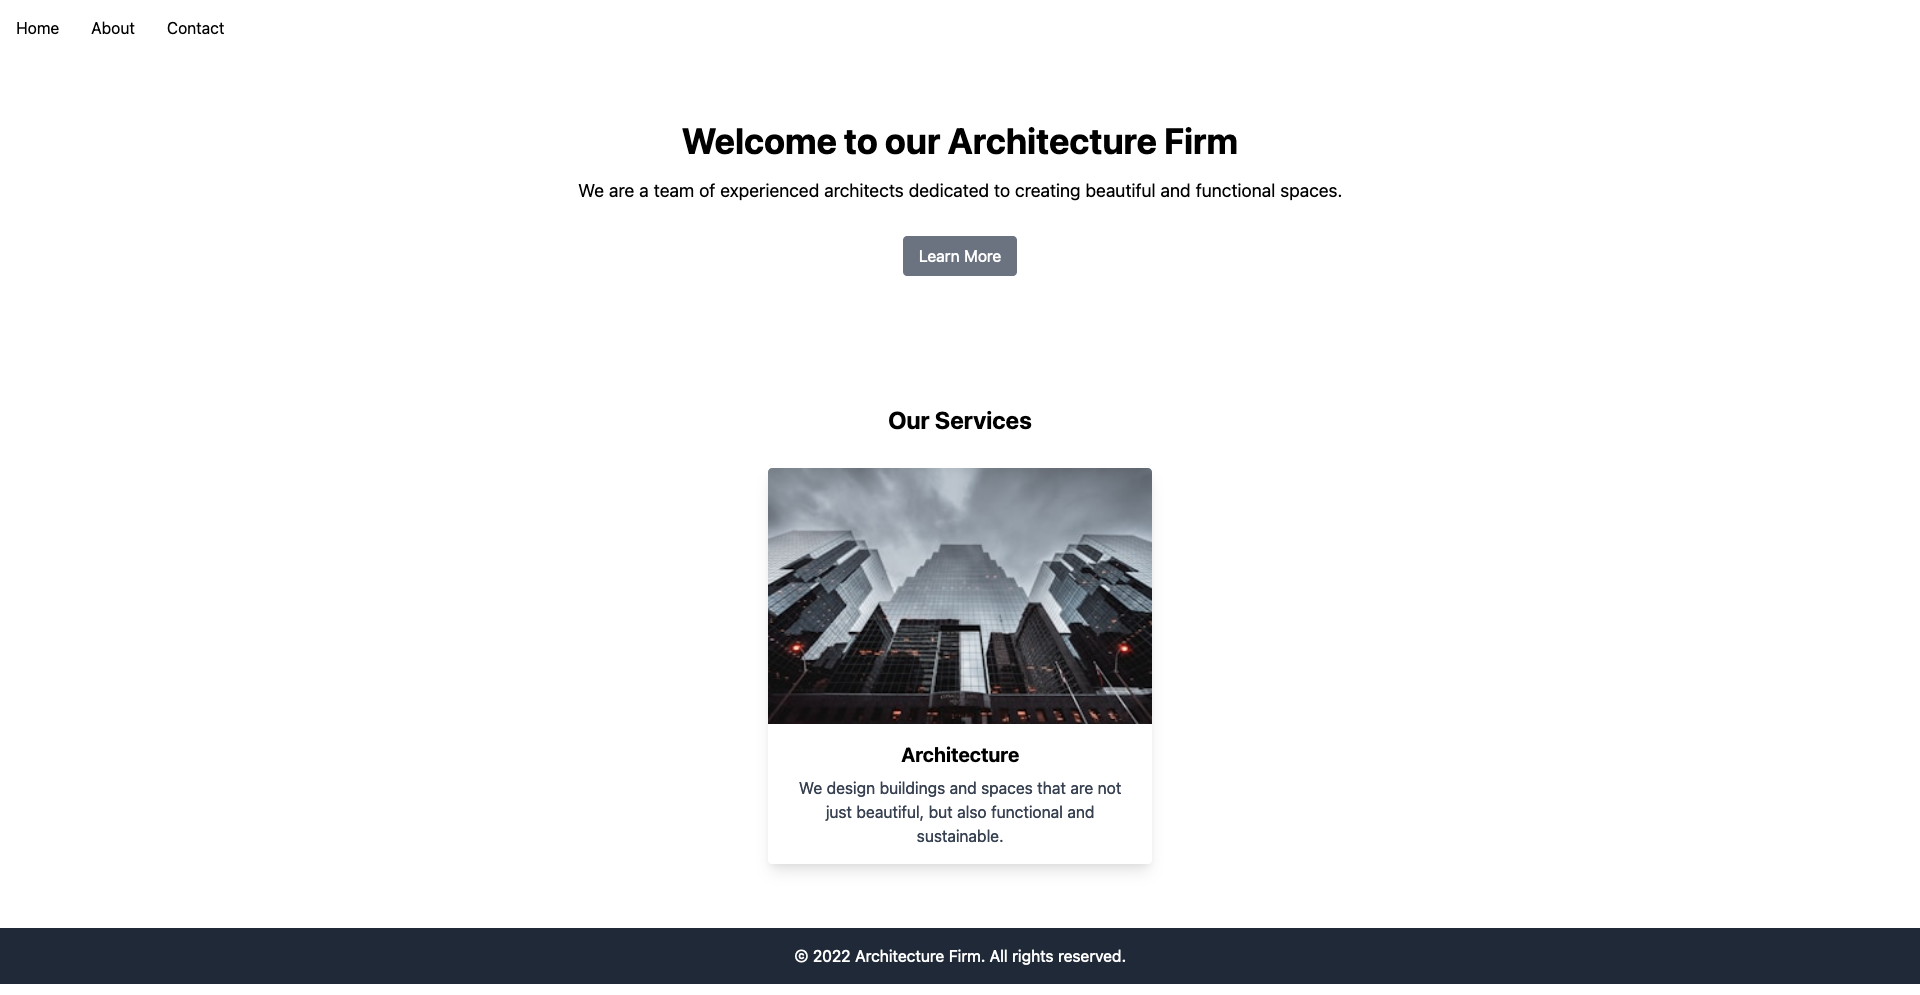 Home About Contact
Welcome to our Architecture Firm
We are a team of experienced architects dedicated to creating beautiful and functional spaces.
Learn More
Our Services
Architecture
We design buildings and spaces that are not
just beautiful, but also functional and
sustainable.
© 2022 Architecture Firm. All rights reserved.